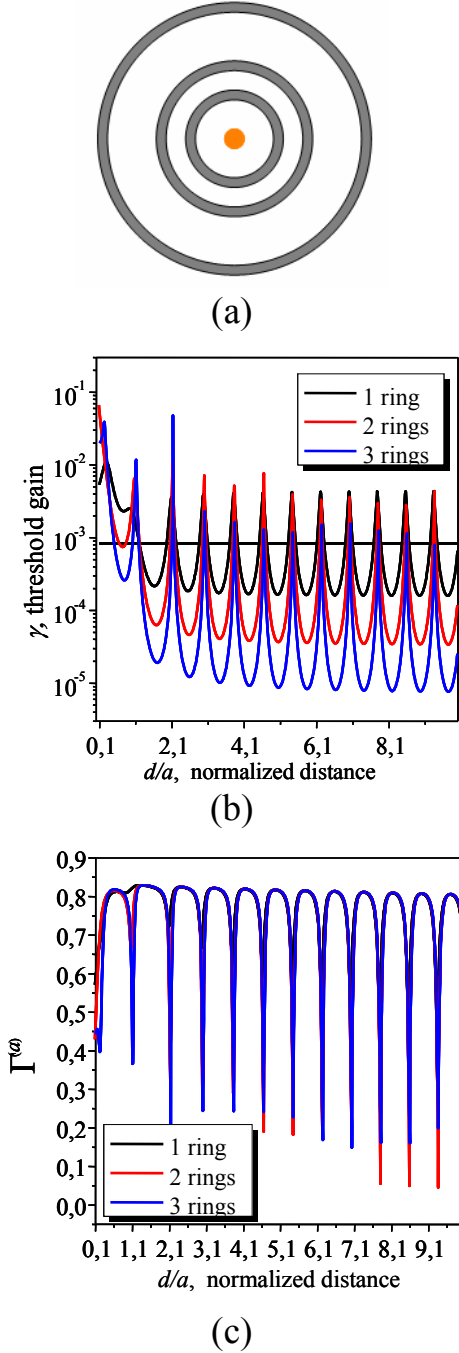 (a)
γ, threshold gain
10⁻¹
10⁻²
10⁻³
10⁻⁴
10⁻⁵
1 ring
2 rings
3 rings
0,1 2,1 4,1 6,1 8,1
d/a, normalized distance
(b)
Γ⁽ᵃ⁾
0,9
0,8
0,7
0,6
0,5
0,4
0,3
0,2
0,1
0,0
1 ring
2 rings
3 rings
0,1 1,1 2,1 3,1 4,1 5,1 6,1 7,1 8,1 9,1
d/a, normalized distance
(c)